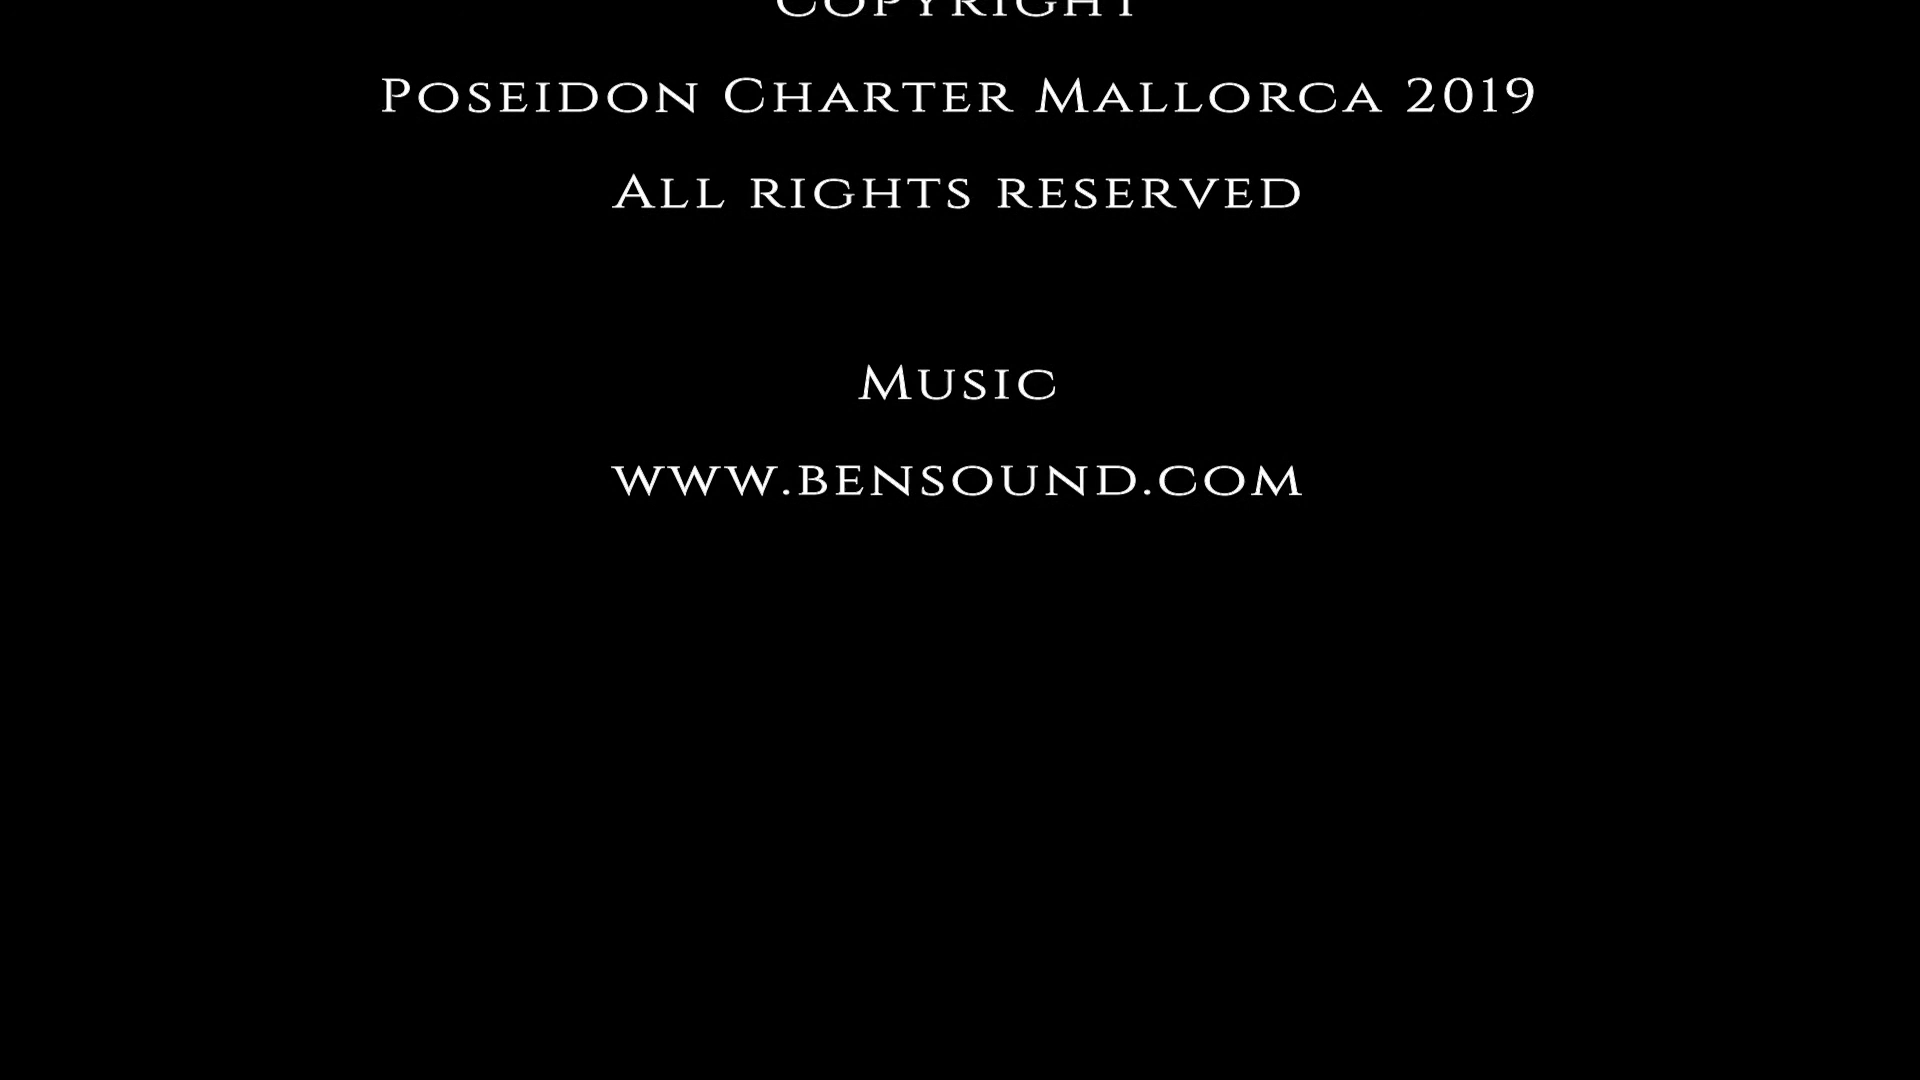 Copyright
Poseidon Charter Mallorca 2019
All rights reserved
Music
www.bensound.com